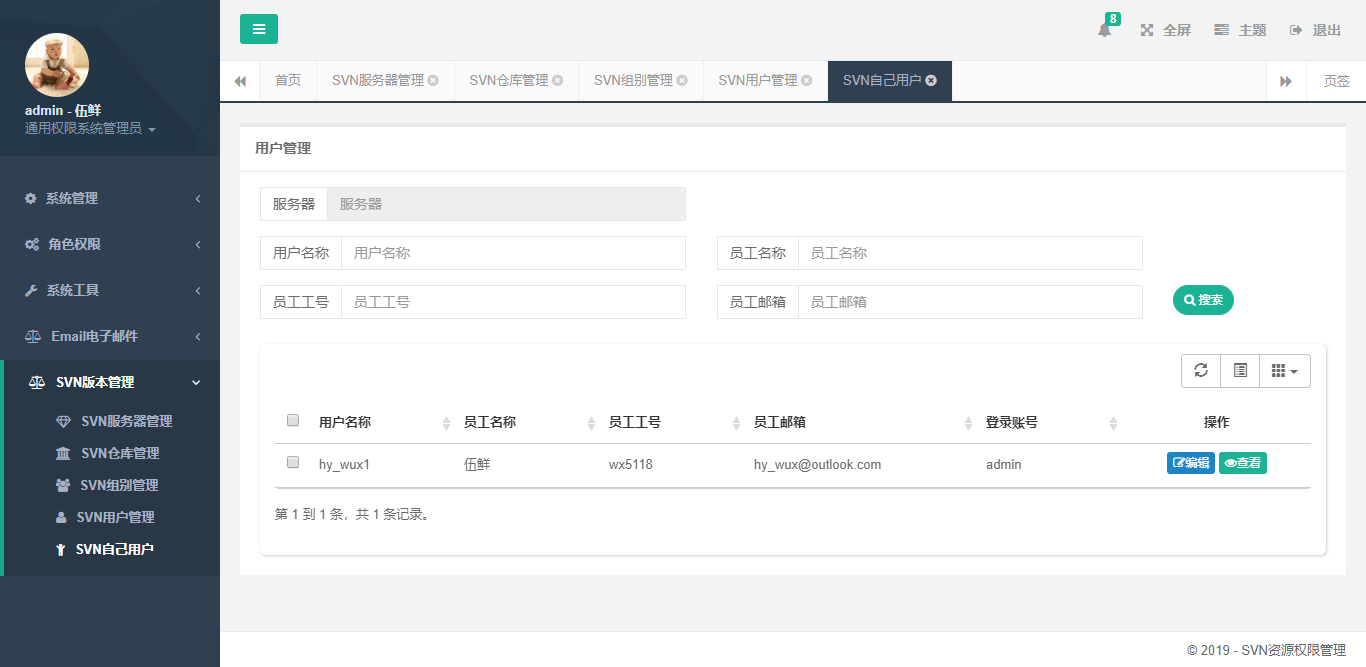 8
全屏
主题
退出
admin - 伍鲜
通用权限系统管理员
首页
SVN服务器管理
SVN仓库管理
SVN组别管理
SVN用户管理
SVN自己用户
页签
系统管理
角色权限
系统工具
Email电子邮件
SVN版本管理
SVN服务器管理
SVN仓库管理
SVN组别管理
SVN用户管理
SVN自己用户
用户管理
服务器 服务器
用户名称 用户名称 员工名称 员工名称
员工工号 员工工号 员工邮箱 员工邮箱 搜索
用户名称 员工名称 员工工号 员工邮箱 登录账号 操作
hy_wux1 伍鲜 wx5118 hy_wux@outlook.com admin 编辑 查看
第 1 到 1 条，共 1 条记录。
© 2019 - SVN资源权限管理